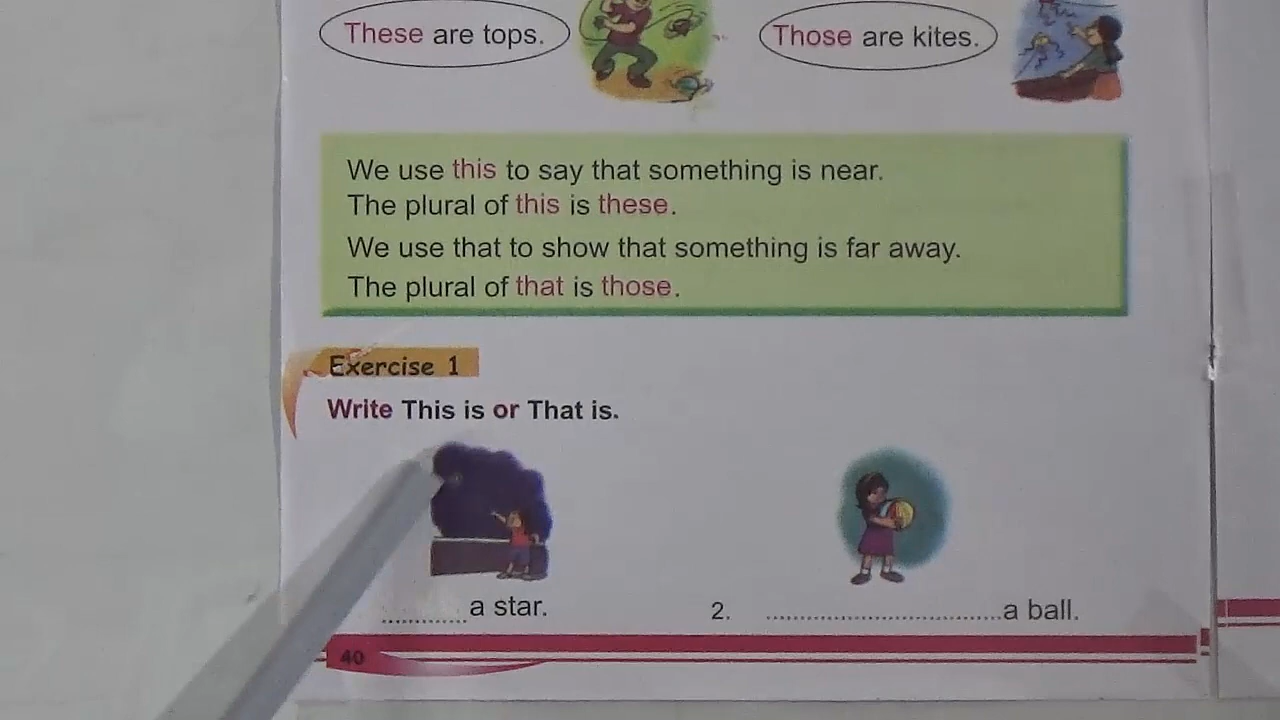 These are tops.
Those are kites.
We use this to say that something is near.
The plural of this is these.
We use that to show that something is far away.
The plural of that is those.
Exercise 1
Write This is or That is.
............ a star.
2. .................................a ball.
40